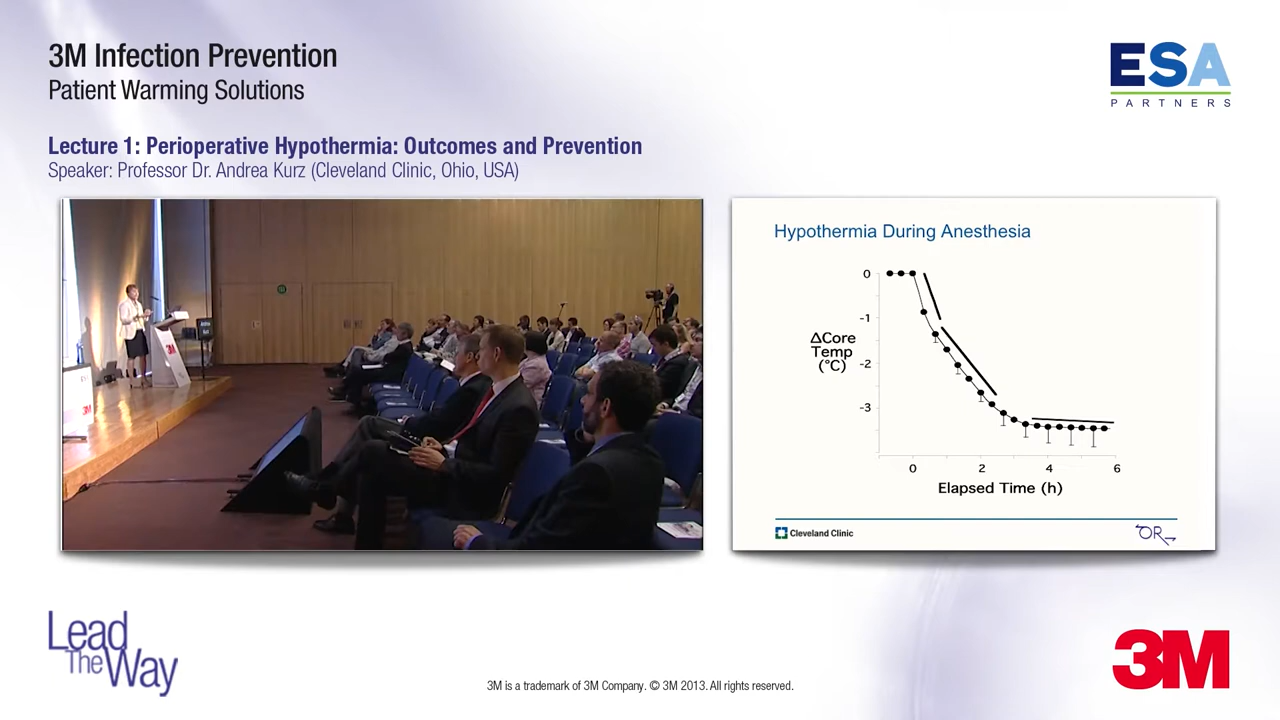 3M Infection Prevention
Patient Warming Solutions
ESA
PARTNERS
Lecture 1: Perioperative Hypothermia: Outcomes and Prevention
Speaker: Professor Dr. Andrea Kurz (Cleveland Clinic, Ohio, USA)
3M
3M
Hypothermia During Anesthesia
0
-1
-2
-3
ΔCore
Temp
(°C)
0 2 4 6
Elapsed Time (h)
Cleveland Clinic
OR
Lead
The Way
3M is a trademark of 3M Company. © 3M 2013. All rights reserved.
3M